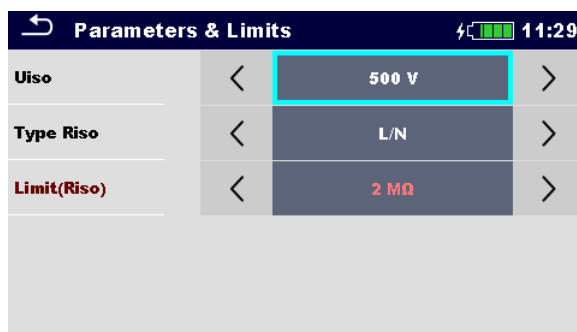 Parameters & Limits 11:29
Uiso 500 V
Type Riso L/N
Limit(Riso) 2 MΩ